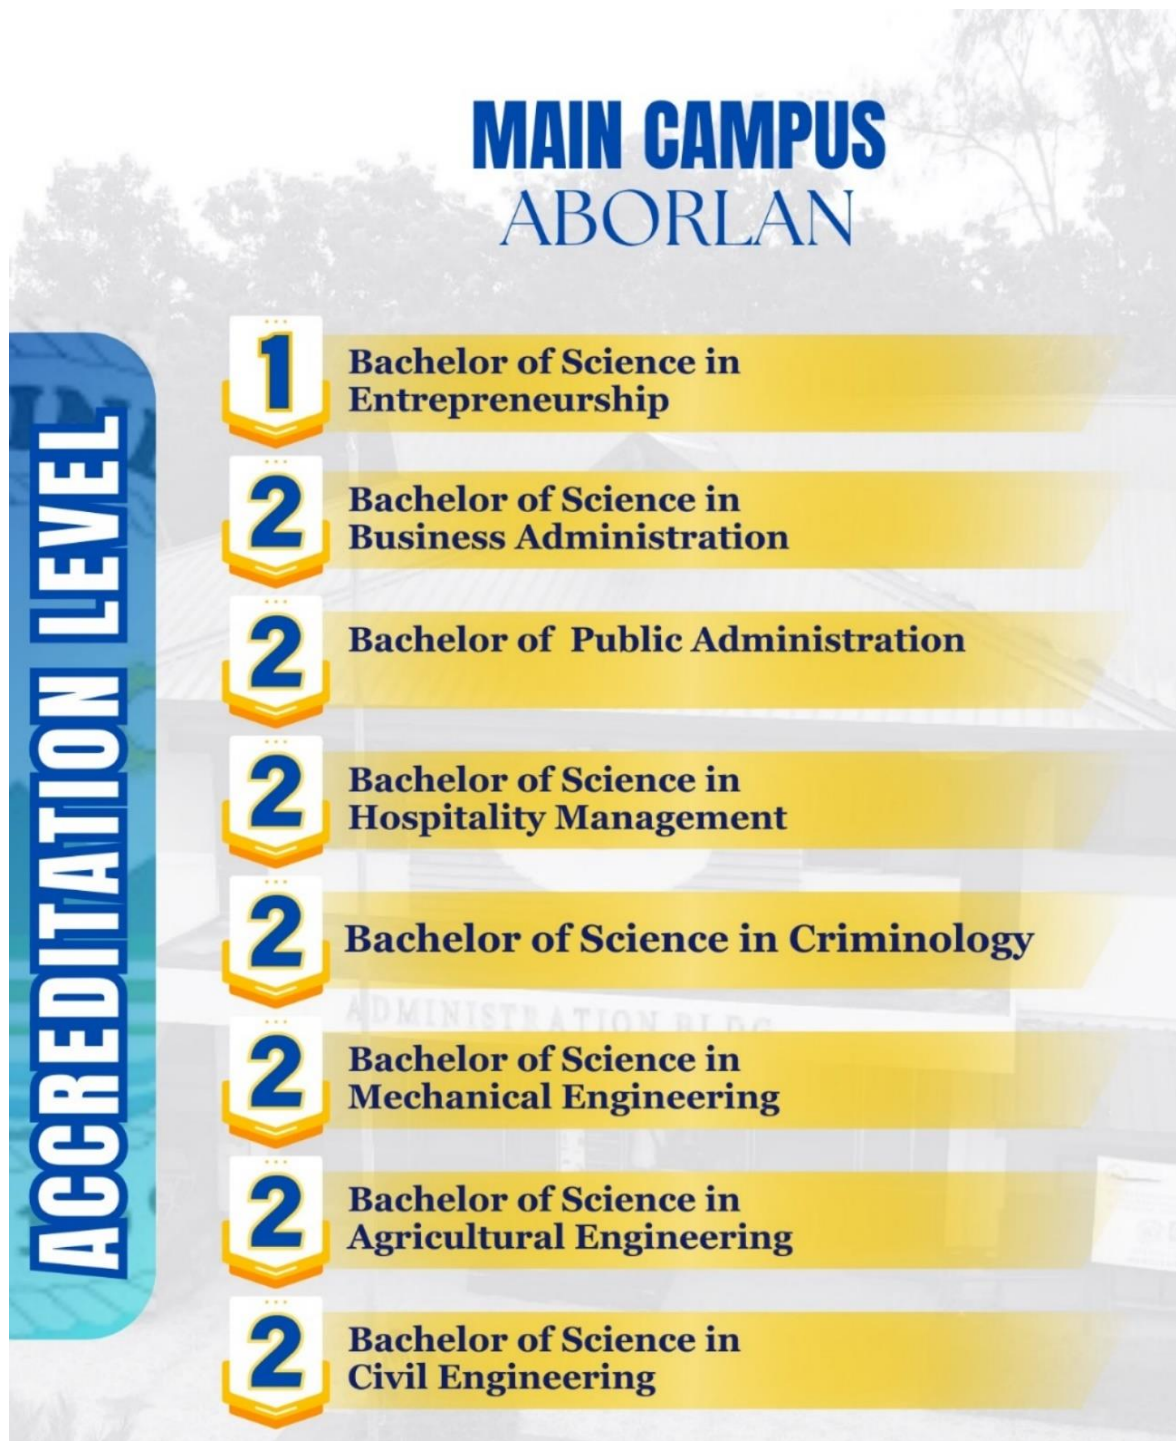 MAIN CAMPUS
ABORLAN
ACCREDITATION LEVEL
1
Bachelor of Science in
Entrepreneurship
2
Bachelor of Science in
Business Administration
2
Bachelor of Public Administration
2
Bachelor of Science in
Hospitality Management
2
Bachelor of Science in Criminology
ADMINISTRATION BLDG
2
Bachelor of Science in
Mechanical Engineering
2
Bachelor of Science in
Agricultural Engineering
2
Bachelor of Science in
Civil Engineering